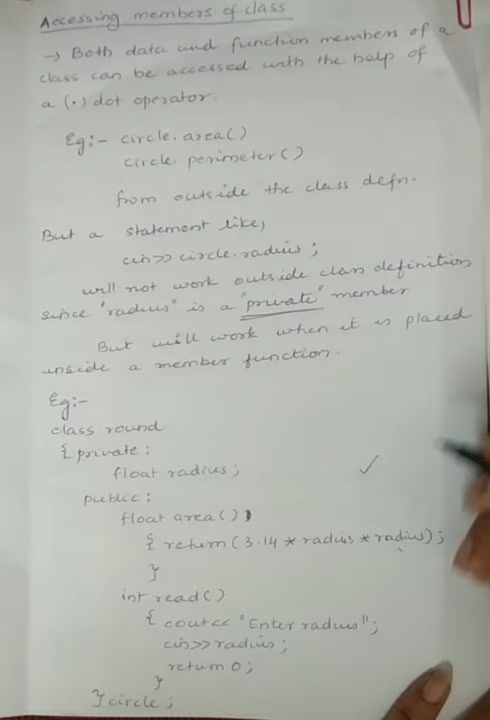 Accessing members of class
→ Both data and function members of a
class can be accessed with the help of
a (.) dot operator.
Eg:- circle.area()
circle.perimeter()
from outside the class defn.
But a statement like,
cin>> circle.radius;
will not work outside class definition
since "radius" is a "private" member
But will work when it is placed
inside a member function.
Eg:-
class round
{ private:
float radius;
public:
float area()
{ return (3.14 * radius * radius);
}
int read()
{ cout<< "Enter radius";
cin>> radius;
return 0;
}
} circle;